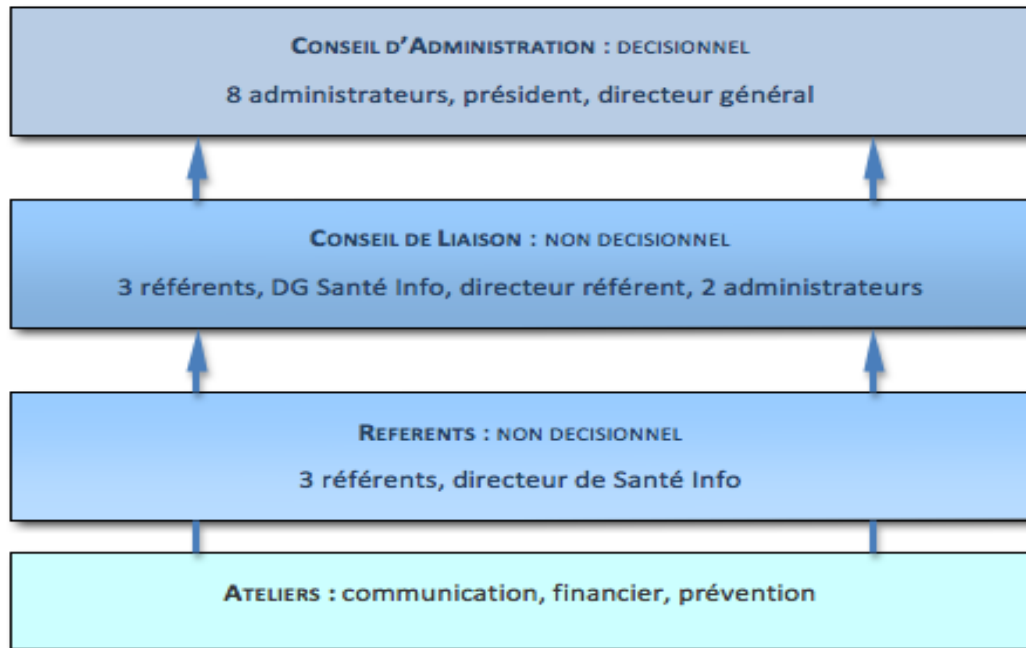 CONSEIL D'ADMINISTRATION : DECISIONNEL
8 administrateurs, président, directeur général
CONSEIL DE LIAISON : NON DECISIONNEL
3 référents, DG Santé Info, directeur référent, 2 administrateurs
REFERENTS : NON DECISIONNEL
3 référents, directeur de Santé Info
ATELIERS : communication, financier, prévention